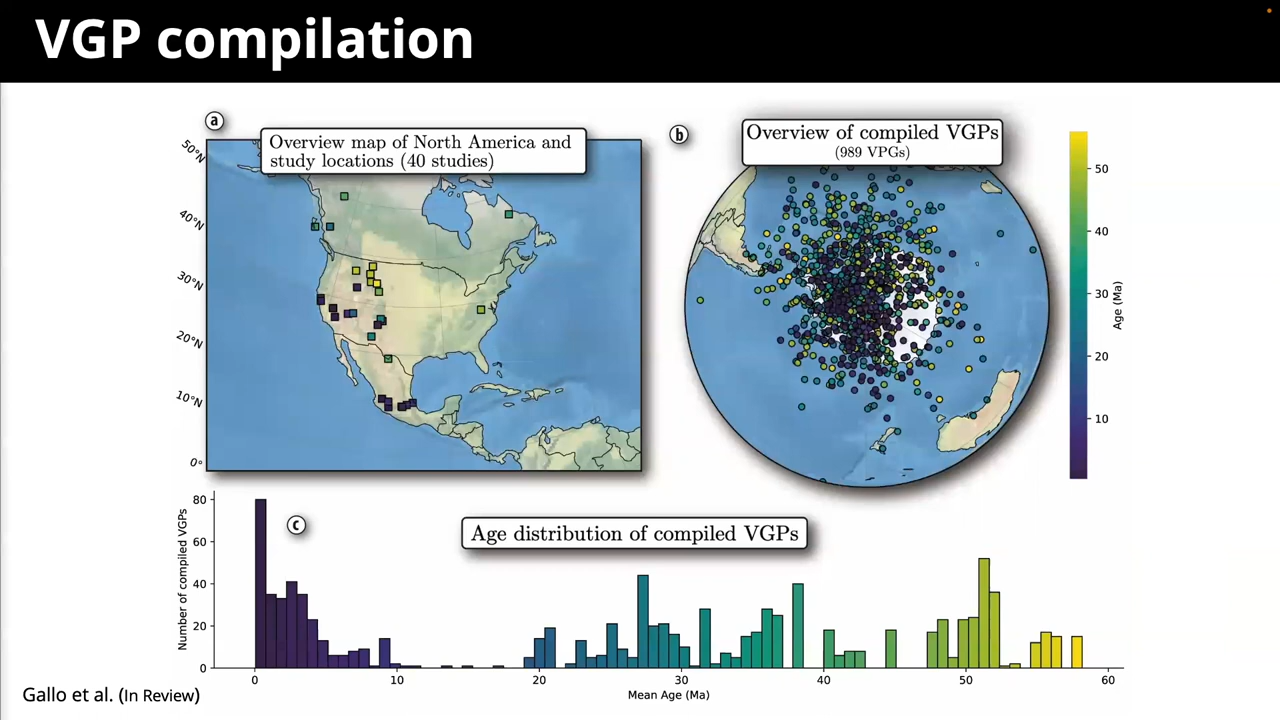 VGP compilation
a
Overview map of North America and
study locations (40 studies)
50°N
40°N
30°N
20°N
10°N
0°
b
Overview of compiled VGPs
(989 VPGs)
50
40
30
20
10
Age (Ma)
c
Age distribution of compiled VGPs
Number of compiled VGPs
80
60
40
20
0
0
10
20
30
40
50
60
Mean Age (Ma)
Gallo et al. (In Review)